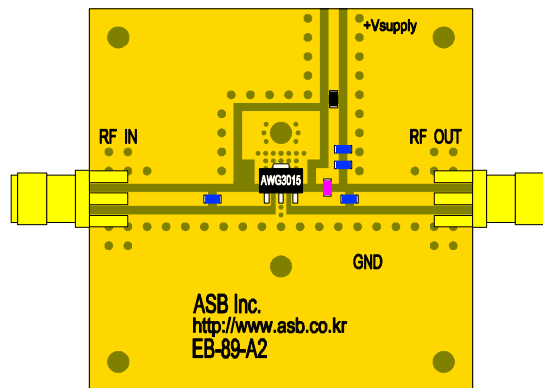 +Vsupply
RF IN
RF OUT
AWG3015
GND
ASB Inc.
http://www.asb.co.kr
EB-89-A2